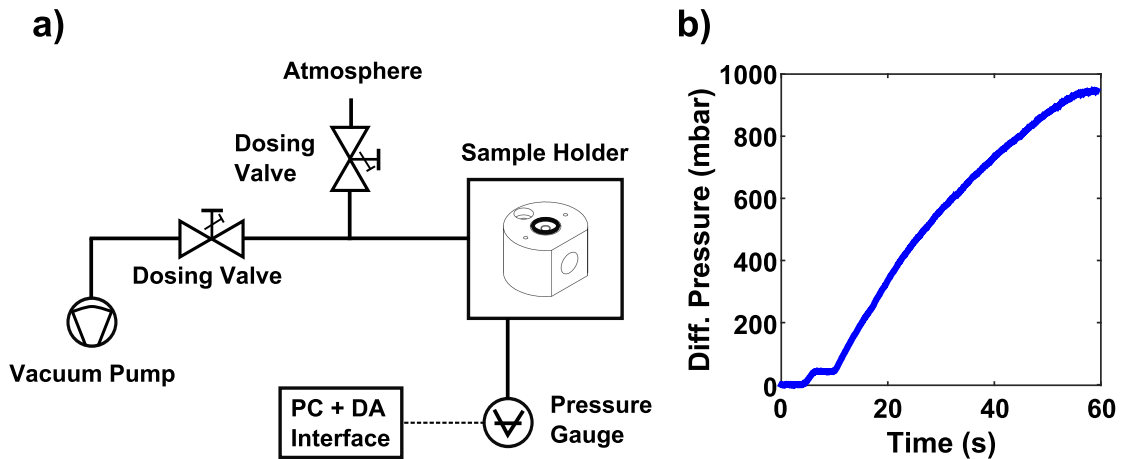 a)
Atmosphere
Dosing
Valve
Sample Holder
Dosing Valve
Vacuum Pump
PC + DA
Interface
Pressure
Gauge
b)
Diff. Pressure (mbar)
1000
800
600
400
200
0
0 20 40 60
Time (s)